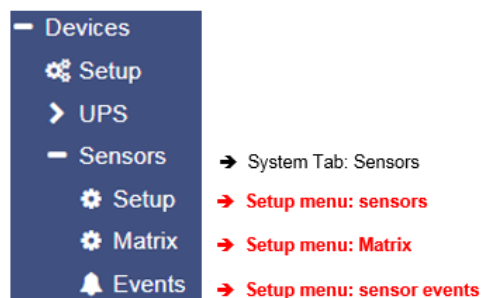 Devices
Setup
UPS
Sensors → System Tab: Sensors
Setup → Setup menu: sensors
Matrix → Setup menu: Matrix
Events → Setup menu: sensor events